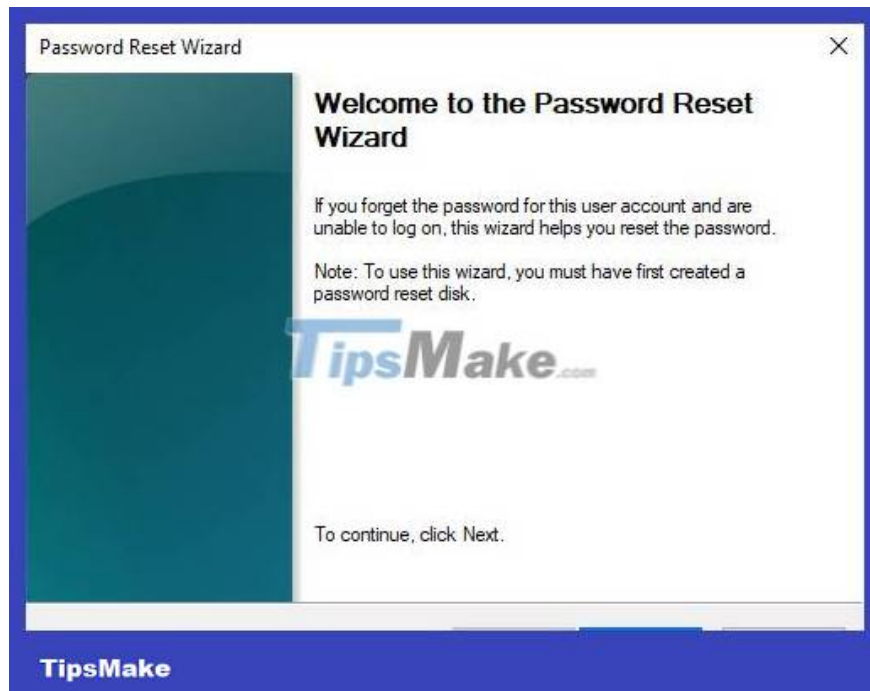 Password Reset Wizard
Welcome to the Password Reset
Wizard
If you forget the password for this user account and are
unable to log on, this wizard helps you reset the password.
Note: To use this wizard, you must have first created a
password reset disk.
TipsMake.com
To continue, click Next.
TipsMake